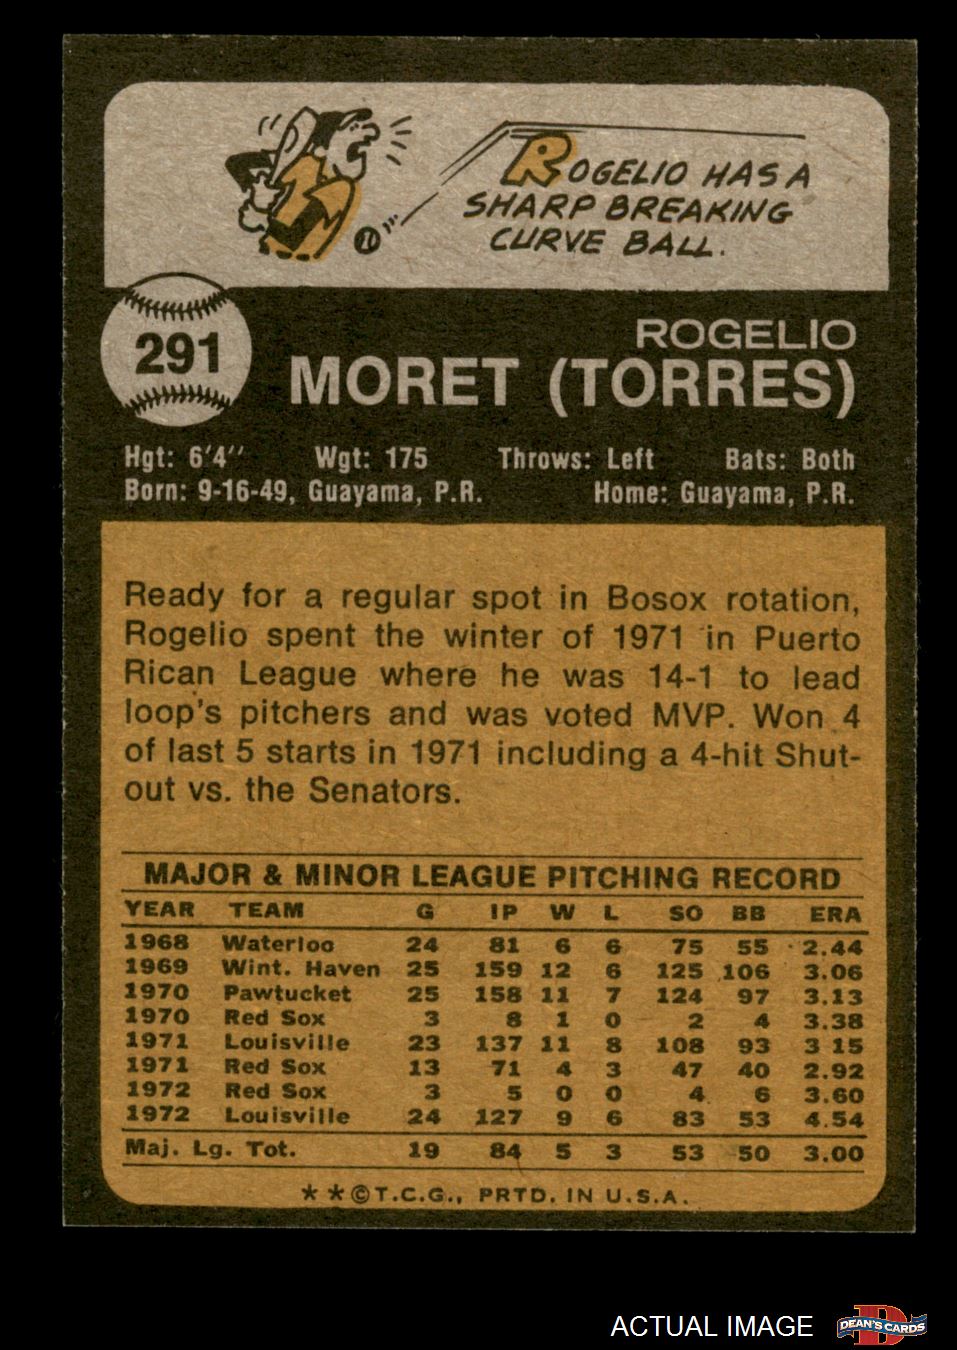 ROGELIO HAS A
SHARP BREAKING
CURVE BALL.
291
ROGELIO
MORET (TORRES)
Hgt: 6'4'' Wgt: 175 Throws: Left Bats: Both
Born: 9-16-49, Guayama, P.R. Home: Guayama, P.R.
Ready for a regular spot in Bosox rotation,
Rogelio spent the winter of 1971 in Puerto
Rican League where he was 14-1 to lead
loop's pitchers and was voted MVP. Won 4
of last 5 starts in 1971 including a 4-hit Shut-
out vs. the Senators.
MAJOR & MINOR LEAGUE PITCHING RECORD
YEAR TEAM G IP W L SO BB ERA
1968 Waterloo 24 81 6 6 75 55 2.44
1969 Wint. Haven 25 159 12 6 125 106 3.06
1970 Pawtucket 25 158 11 7 124 97 3.13
1970 Red Sox 3 8 1 0 2 4 3.38
1971 Louisville 23 137 11 8 108 93 3 15
1971 Red Sox 13 71 4 3 47 40 2.92
1972 Red Sox 3 5 0 0 4 6 3.60
1972 Louisville 24 127 9 6 83 53 4.54
Maj. Lg. Tot. 19 84 5 3 53 50 3.00
★ ★ © T.C.G., PRTD. IN U.S.A.
ACTUAL IMAGE
D
DEAN'S CARDS